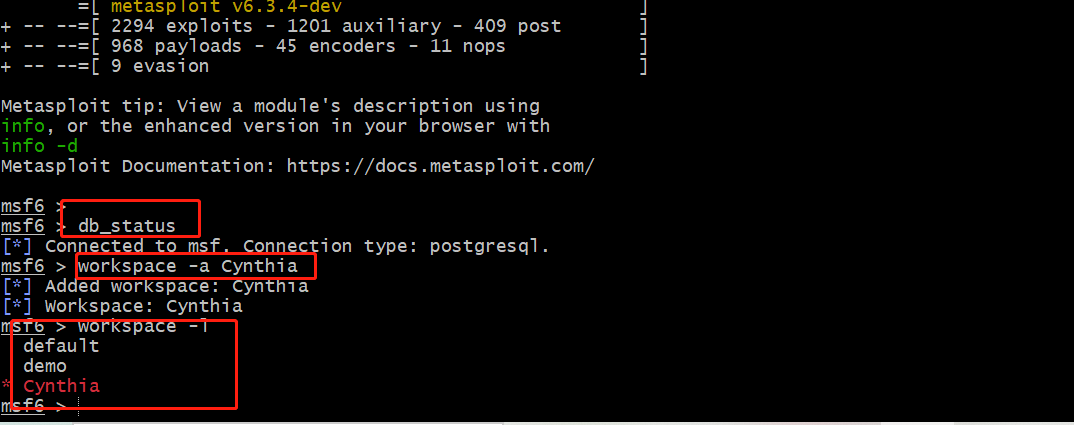 =[ metasploit v6.3.4-dev ]
+ -- --=[ 2294 exploits - 1201 auxiliary - 409 post ]
+ -- --=[ 968 payloads - 45 encoders - 11 nops ]
+ -- --=[ 9 evasion ]
Metasploit tip: View a module's description using
info, or the enhanced version in your browser with
info -d
Metasploit Documentation: https://docs.metasploit.com/
msf6 >
msf6 > db_status
[*] Connected to msf. Connection type: postgresql.
msf6 > workspace -a Cynthia
[*] Added workspace: Cynthia
[*] Workspace: Cynthia
msf6 > workspace -l
default
demo
* Cynthia
msf6 >